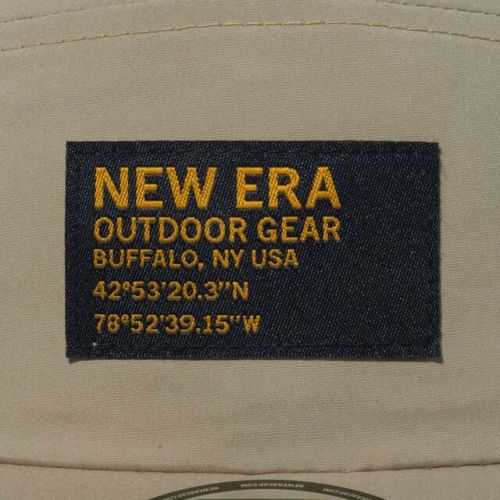 NEW ERA
OUTDOOR GEAR
BUFFALO, NY USA
42°53'20.3"N
78°52'39.15"W